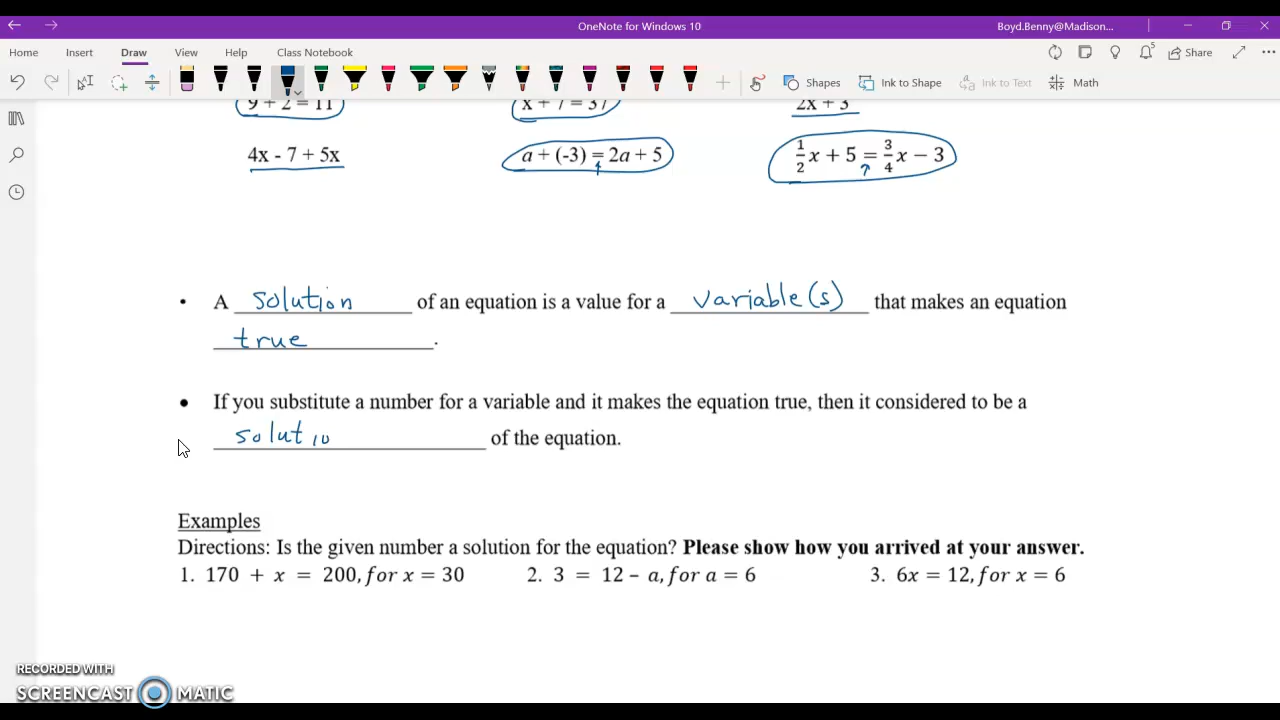 OneNote for Windows 10 Boyd.Benny@Madison...
Home Insert Draw View Help Class Notebook Share
Shapes Ink to Shape Ink to Text Math
9 + 2 = 11 x + 7 = 37 2x + 3
4x - 7 + 5x a + (-3) = 2a + 5 1/2 x + 5 = 3/4 x − 3
• A solution of an equation is a value for a variable(s) that makes an equation
true .
• If you substitute a number for a variable and it makes the equation true, then it considered to be a
solutio of the equation.
Examples
Directions: Is the given number a solution for the equation? Please show how you arrived at your answer.
1. 170 + x = 200, for x = 30 2. 3 = 12 − a, for a = 6 3. 6x = 12, for x = 6
RECORDED WITH
SCREENCAST MATIC